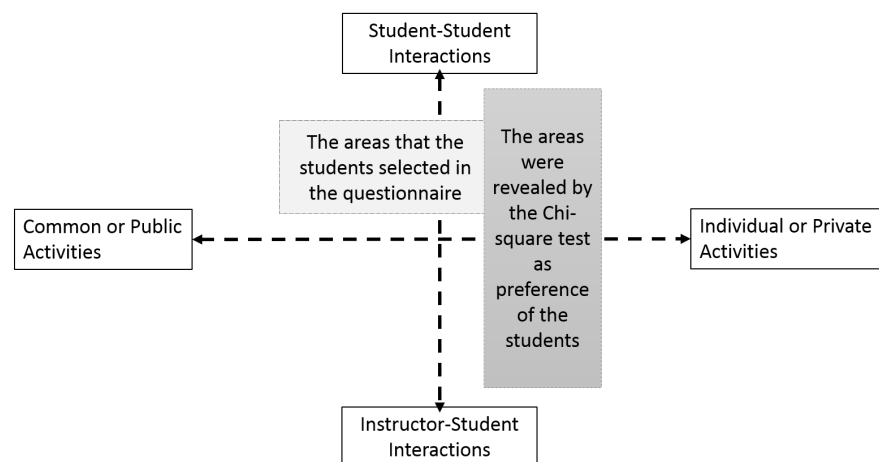 Student-Student
Interactions
The areas that the
students selected in
the questionnaire
The areas
were
revealed by
the Chi-
square test
as
preference
of the
students
Common or Public
Activities
Individual or Private
Activities
Instructor-Student
Interactions